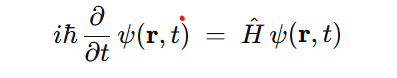 iℏ ∂/∂t ψ(𝐫,t) = Ĥ ψ(𝐫,t)